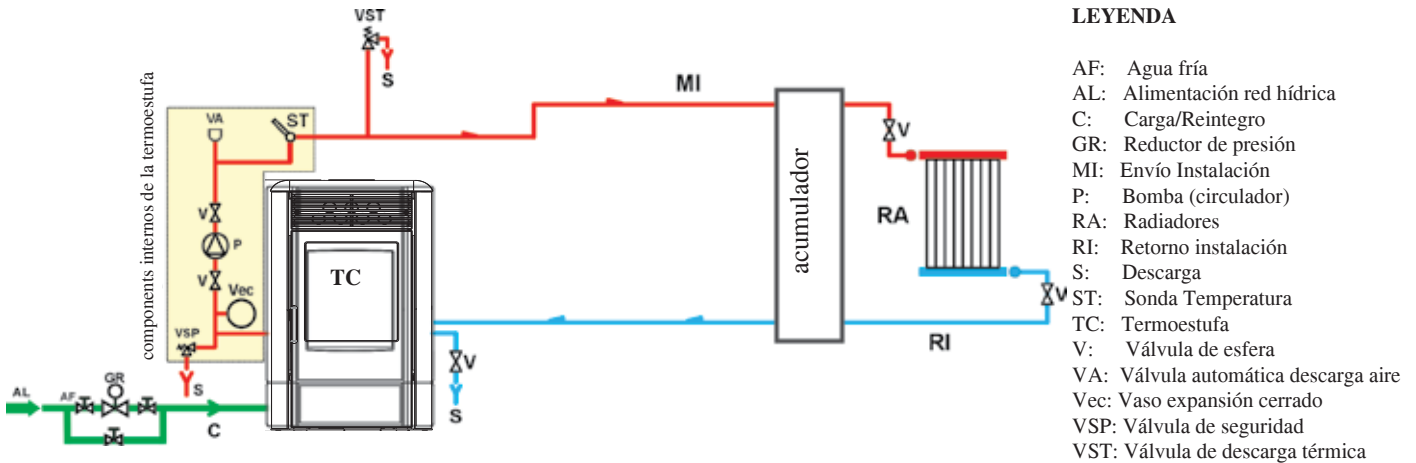 VST
S
MI
components internos de la termoestufa
VA
ST
V
V
P
V
Vec
VSP
S
TC
acumulador
RA
V
RI
V
S
AL
AF
GR
C
LEYENDA
AF: Agua fría
AL: Alimentación red hídrica
C: Carga/Reintegro
GR: Reductor de presión
MI: Envío Instalación
P: Bomba (circulador)
RA: Radiadores
RI: Retorno instalación
S: Descarga
ST: Sonda Temperatura
TC: Termoestufa
V: Válvula de esfera
VA: Válvula automática descarga aire
Vec: Vaso expansión cerrado
VSP: Válvula de seguridad
VST: Válvula de descarga térmica